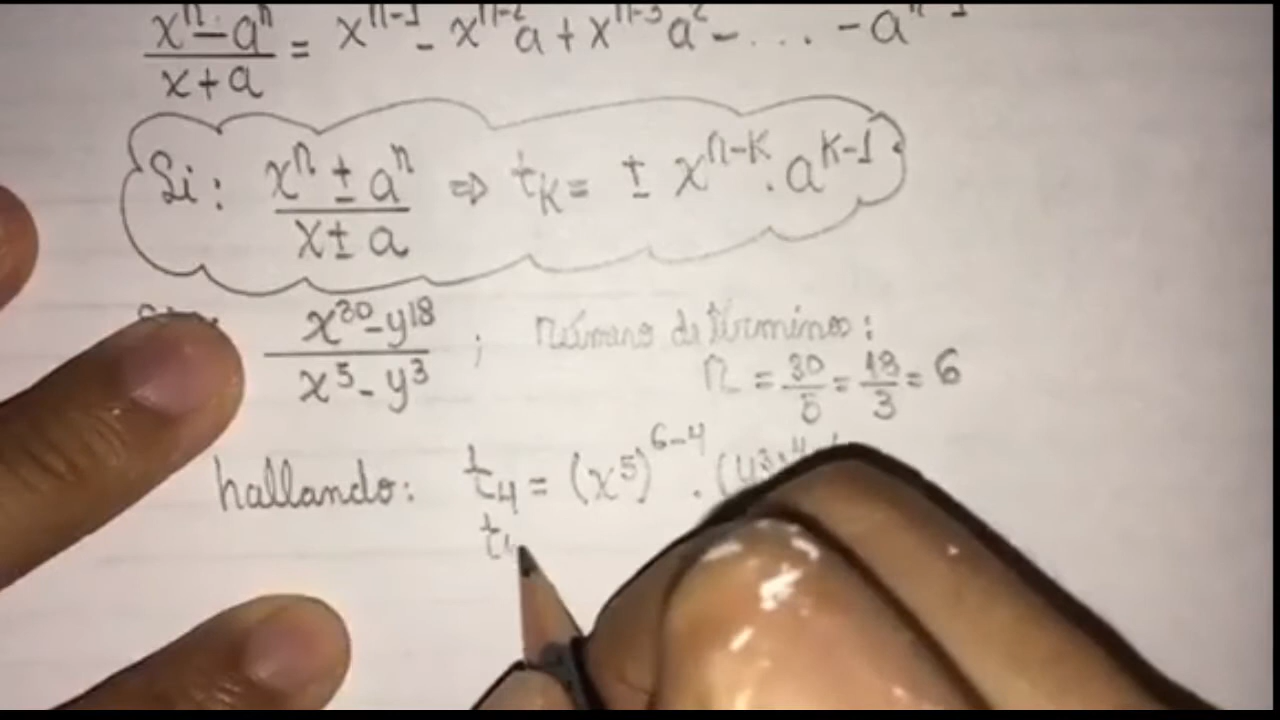 xⁿ - aⁿ / x + a = xⁿ⁻¹ - xⁿ⁻²a + xⁿ⁻³a² - ... - aⁿ⁻¹
Si: xⁿ ± aⁿ / x ± a ⇒ tₖ = ± xⁿ⁻ᵏ . aᵏ⁻¹
x³⁰ - y¹⁸ / x⁵ - y³ ; número de términos:
n = 30/5 = 18/3 = 6
hallando: t₄ = (x⁵)⁶⁻⁴ . (y³
t